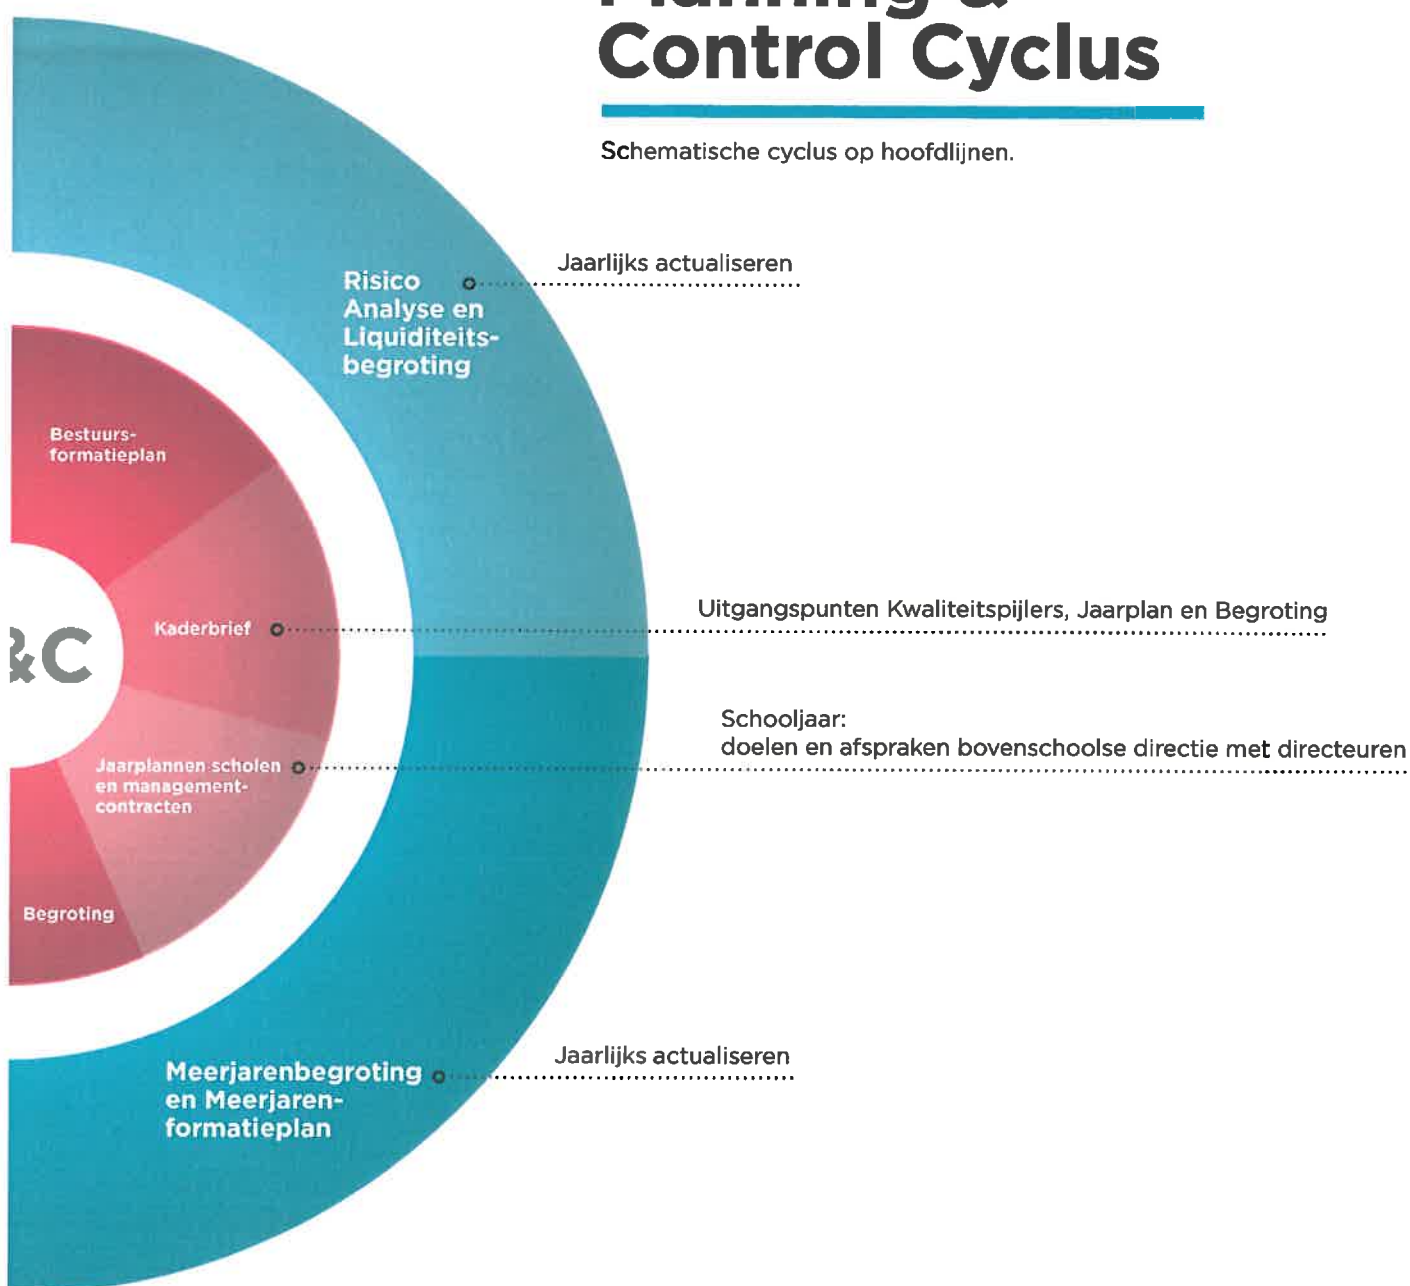 Planning &
Control Cyclus
Schematische cyclus op hoofdlijnen.
Jaarlijks actualiseren
Risico
Analyse en
Liquiditeits-
begroting
Bestuurs-
formatieplan
Uitgangspunten Kwaliteitspijlers, Jaarplan en Begroting
Kaderbrief
&C
Schooljaar:
doelen en afspraken bovenschoolse directie met directeuren
Jaarplannen scholen
en management-
contracten
Begroting
Jaarlijks actualiseren
Meerjarenbegroting
en Meerjaren-
formatieplan